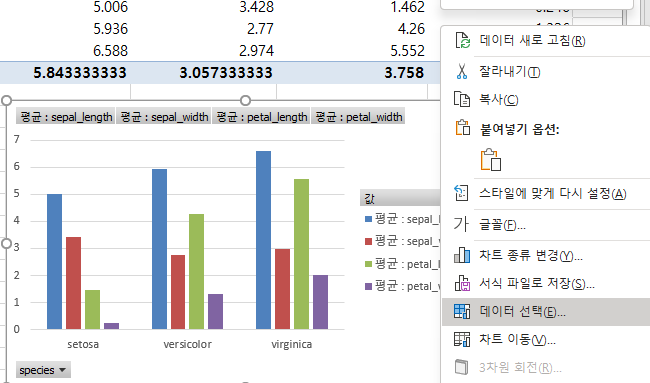 5.006 3.428 1.462
5.936 2.77 4.26
6.588 2.974 5.552
5.843333333 3.057333333 3.758
평균 : sepal_length 평균 : sepal_width 평균 : petal_length 평균 : petal_width
7
6
5
4
3
2
1
0
setosa versicolor virginica
species
값
평균 : sepal_l
평균 : sepal_w
평균 : petal_l
평균 : petal_w
데이터 새로 고침(R)
잘라내기(T)
복사(C)
붙여넣기 옵션:
스타일에 맞게 다시 설정(A)
가 글꼴(F)...
차트 종류 변경(Y)...
서식 파일로 저장(S)...
데이터 선택(E)...
차트 이동(V)...
3차원 회전(R)...